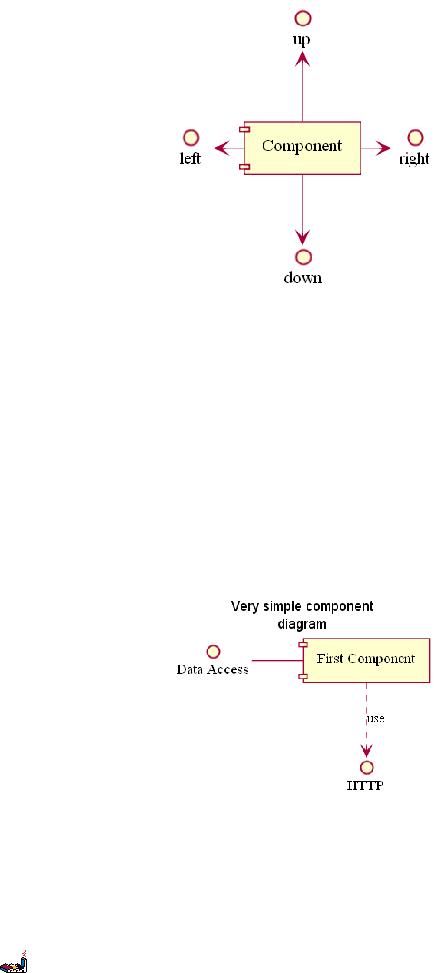 up
Component
left
right
down
Very simple component
diagram
First Component
Data Access
use
HTTP